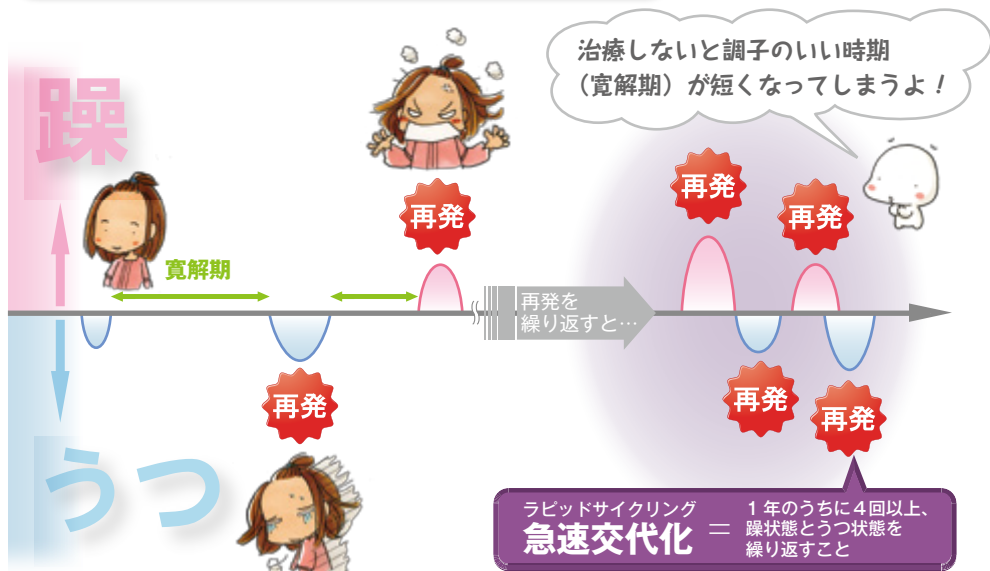 治療しないと調子のいい時期
（寛解期）が短くなってしまうよ！
躁
再発
再発
再発
寛解期
再発を
繰り返すと…
再発
再発
再発
うつ
ラピッドサイクリング
急速交代化
＝
1年のうちに4回以上、
躁状態とうつ状態を
繰り返すこと